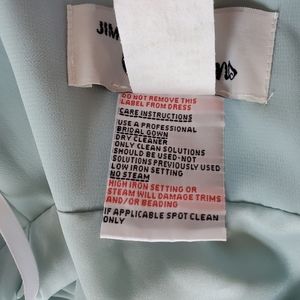 JIM
DO NOT REMOVE THIS
LABEL FROM DRESS
CARE INSTRUCTIONS
USE A PROFESSIONAL
BRIDAL GOWN
DRY CLEANER
ONLY CLEAN SOLUTIONS
SHOULD BE USED-NOT
SOLUTIONS PREVIOUSLY USED
LOW IRON SETTING
NO STEAM
HIGH IRON SETTING OR
STEAM WILL DAMAGE TRIMS
AND/OR BEADING
IF APPLICABLE SPOT CLEAN
ONLY